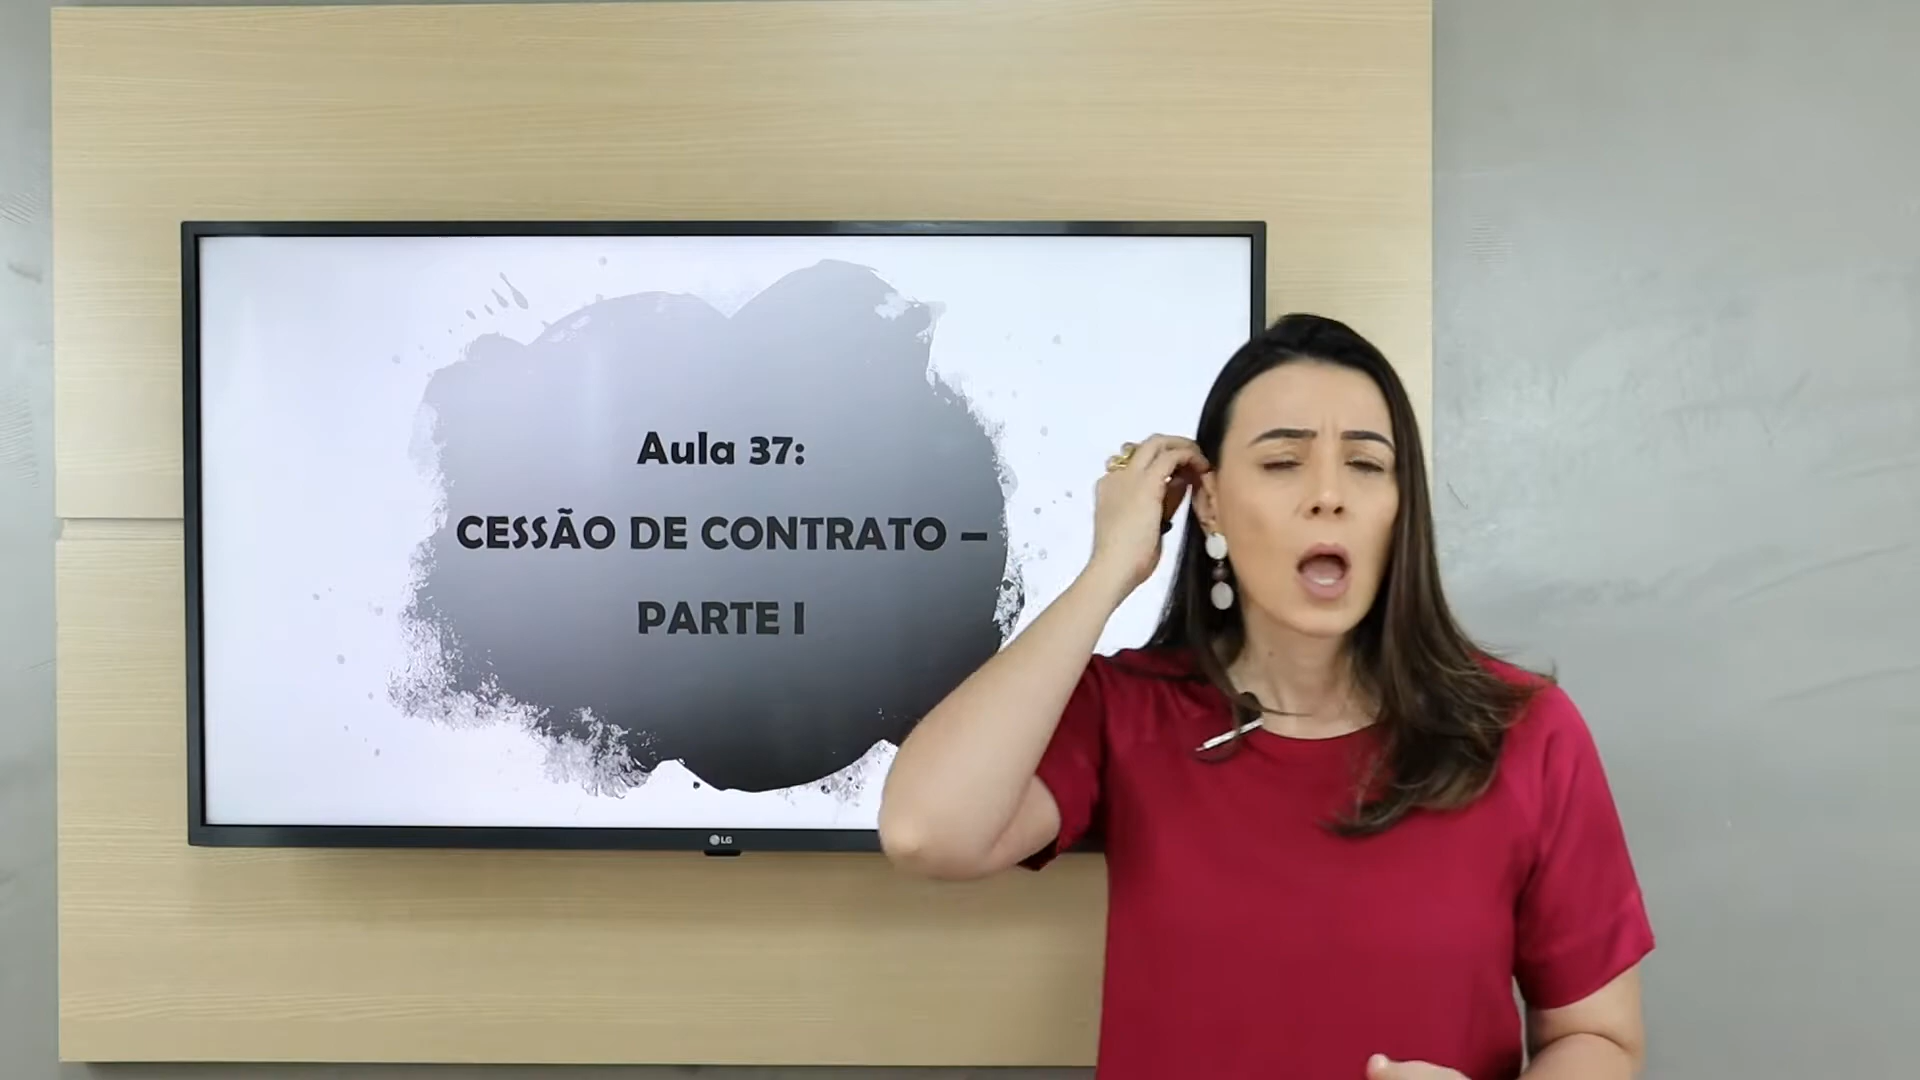 Aula 37:
CESSÃO DE CONTRATO –
PARTE I
LG